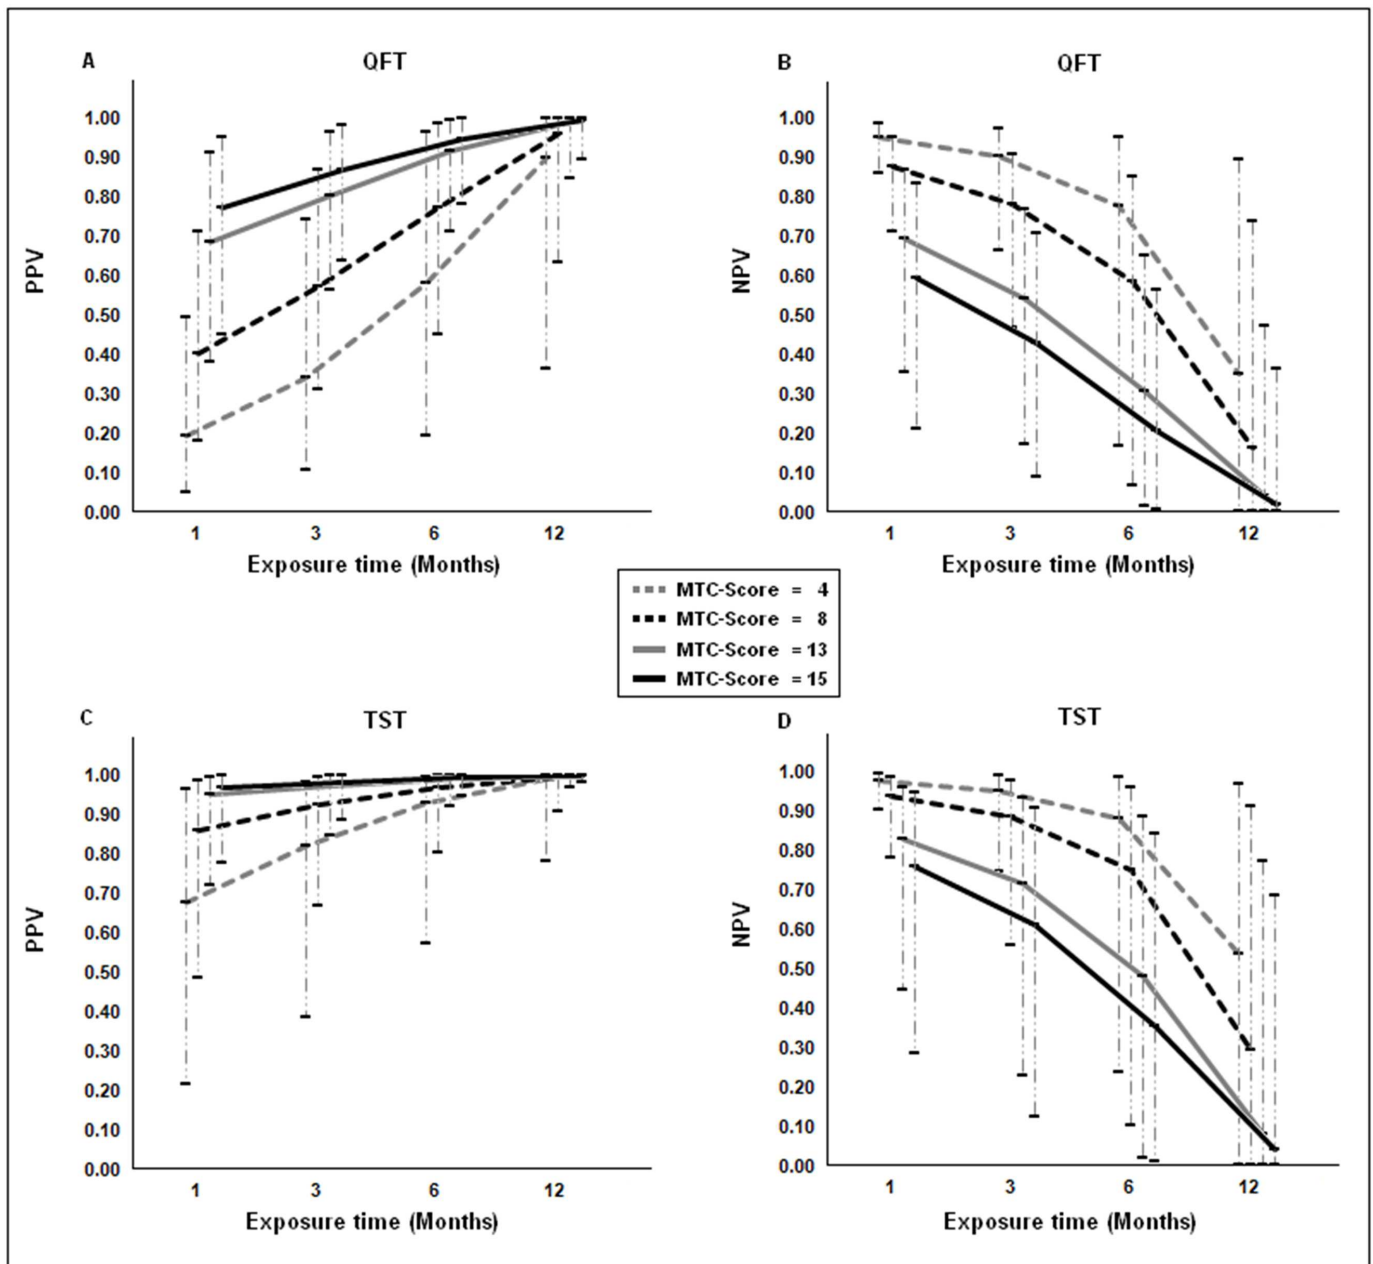 A
QFT
PPV
1.00
0.90
0.80
0.70
0.60
0.50
0.40
0.30
0.20
0.10
0.00
1 3 6 12
Exposure time (Months)
B
QFT
NPV
1.00
0.90
0.80
0.70
0.60
0.50
0.40
0.30
0.20
0.10
0.00
1 3 6 12
Exposure time (Months)
MTC-Score = 4
MTC-Score = 8
MTC-Score = 13
MTC-Score = 15
C
TST
PPV
1.00
0.90
0.80
0.70
0.60
0.50
0.40
0.30
0.20
0.10
0.00
1 3 6 12
Exposure time (Months)
D
TST
NPV
1.00
0.90
0.80
0.70
0.60
0.50
0.40
0.30
0.20
0.10
0.00
1 3 6 12
Exposure time (Months)